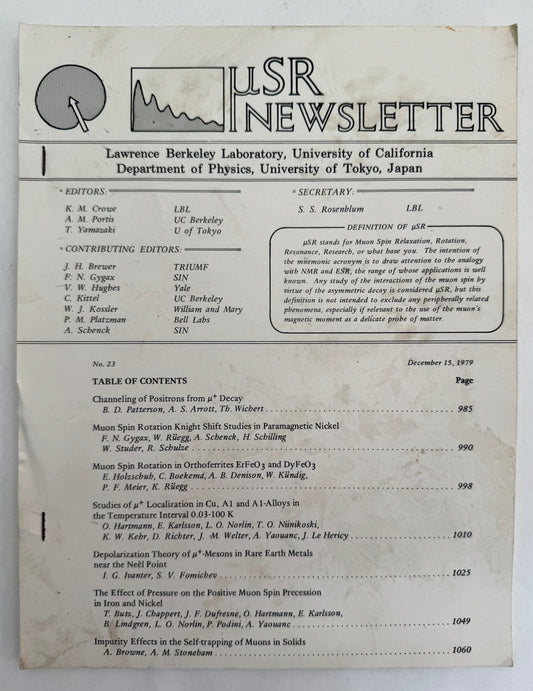 µSR
NEWSLETTER
Lawrence Berkeley Laboratory, University of California
Department of Physics, University of Tokyo, Japan
EDITORS:
K. M. Crowe LBL
A. M. Portis UC Berkeley
T. Yamazaki U of Tokyo
CONTRIBUTING EDITORS:
J. H. Brewer TRIUMF
F. N. Gygax SIN
V. W. Hughes Yale
C. Kittel UC Berkeley
W. J. Kossler William and Mary
P. M. Platzman Bell Labs
A. Schenck SIN
SECRETARY:
S. S. Rosenblum LBL
DEFINITION OF µSR
µSR stands for Muon Spin Relaxation, Rotation,
Resonance, Research, or what have you. The intention of
the mnemonic acronym is to draw attention to the analogy
with NMR and ESR, the range of whose applications is well
known. Any study of the interactions of the muon spin by
virtue of the asymmetric decay is considered µSR, but this
definition is not intended to exclude any peripherally related
phenomena, especially if relevant to the use of the muon's
magnetic moment as a delicate probe of matter.
No. 23 December 15, 1979
TABLE OF CONTENTS Page
Channeling of Positrons from µ+ Decay
B. D. Patterson, A. S. Arrott, Th. Wichert 985
Muon Spin Rotation Knight Shift Studies in Paramagnetic Nickel
F. N. Gygax, W. Rüegg, A. Schenck, H. Schilling
W. Studer, R. Schulze 990
Muon Spin Rotation in Orthoferrites ErFeO3 and DyFeO3
E. Holzschub, C. Boekema, A. B. Denison, W. Kündig,
P. F. Meier, K. Rüegg 998
Studies of µ+ Localization in Cu, A1 and A1-Alloys in
the Temperature Interval 0.03-100 K
O. Hartmann, E. Karlsson, L. O. Norlin, T. O. Niinikoski,
K. W. Kehr, D. Richter, J. -M. Welter, A. Yaouanc, J. Le Hericy 1010
Depolarization Theory of µ+-Mesons in Rare Earth Metals
near the Neèl Point
I. G. Ivanter, S. V. Fomichev 1025
The Effect of Pressure on the Positive Muon Spin Precession
in Iron and Nickel
T. Butz, J. Chappert, J. F. Dufresne, O. Hartmann, E. Karlsson,
B. Lindgren, L. O. Norlin, P. Podini, A. Yaouanc 1049
Impurity Effects in the Self-trapping of Muons in Solids
A. Browne, A. M. Stoneham 1060